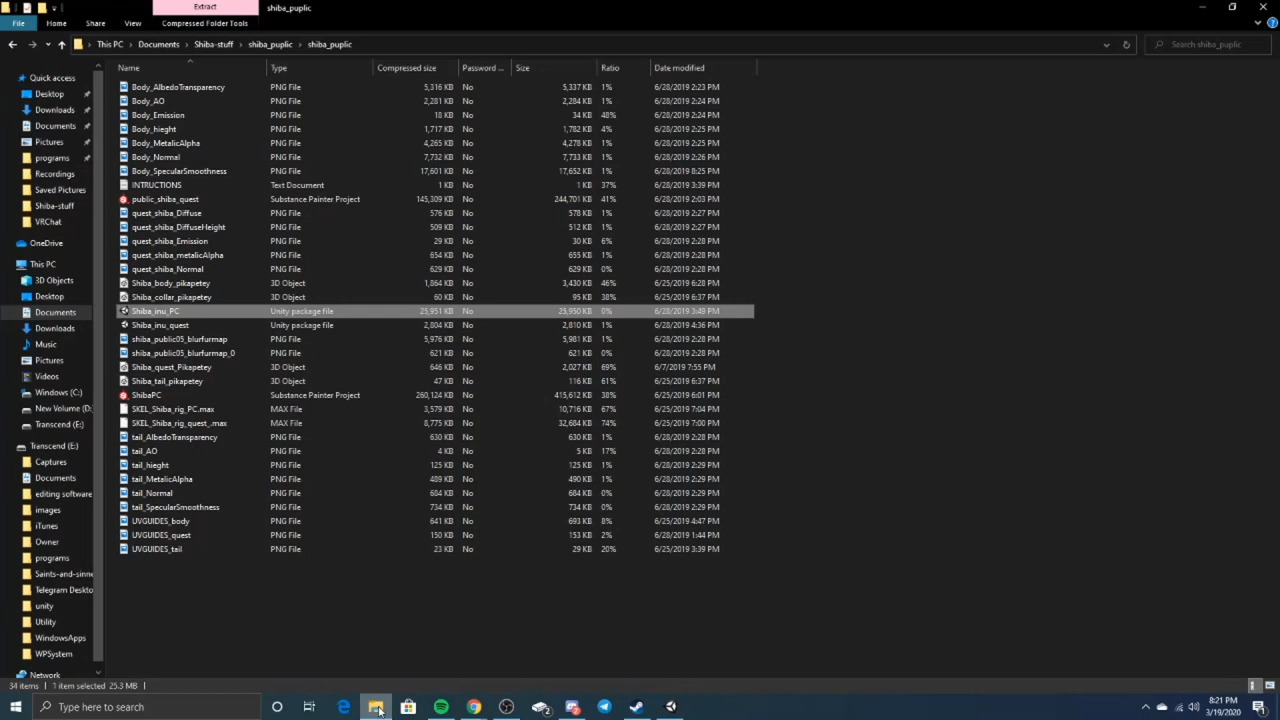 Extract
shiba_puplic
File Home Share View Compressed Folder Tools
This PC Documents Shiba-stuff shiba_puplic shiba_puplic
Search shiba_puplic
Name Type Compressed size Password ... Size Ratio Date modified
Body_AlbedoTransparency PNG File 5,316 KB No 5,337 KB 1% 6/28/2019 2:23 PM
Body_AO PNG File 2,281 KB No 2,284 KB 1% 6/28/2019 2:24 PM
Body_Emission PNG File 18 KB No 34 KB 48% 6/28/2019 2:24 PM
Body_hieght PNG File 1,717 KB No 1,782 KB 4% 6/28/2019 2:25 PM
Body_MetalicAlpha PNG File 4,265 KB No 4,278 KB 1% 6/28/2019 2:25 PM
Body_Normal PNG File 7,732 KB No 7,733 KB 1% 6/28/2019 2:26 PM
Body_SpecularSmoothness PNG File 17,601 KB No 17,652 KB 1% 6/28/2019 8:25 PM
INTRUCTIONS Text Document 1 KB No 1 KB 37% 6/28/2019 3:39 PM
public_shiba_quest Substance Painter Project 145,309 KB No 244,701 KB 41% 6/28/2019 2:03 PM
quest_shiba_Diffuse PNG File 576 KB No 578 KB 1% 6/28/2019 2:27 PM
quest_shiba_DiffuseHeight PNG File 509 KB No 512 KB 1% 6/28/2019 2:27 PM
quest_shiba_Emission PNG File 29 KB No 30 KB 6% 6/28/2019 2:28 PM
quest_shiba_metalicAlpha PNG File 654 KB No 655 KB 1% 6/28/2019 2:28 PM
quest_shiba_Normal PNG File 629 KB No 629 KB 0% 6/28/2019 2:28 PM
Shiba_body_pikapetey 3D Object 1,864 KB No 3,430 KB 46% 6/28/2019 6:37 PM
Shiba_collar_pikapetey 3D Object 60 KB No 95 KB 38% 6/25/2019 6:37 PM
Shiba_inu_PC Unity package file 25,951 KB No 25,950 KB 0% 6/28/2019 3:49 PM
Shiba_inu_quest Unity package file 2,804 KB No 2,810 KB 1% 6/28/2019 4:36 PM
shiba_public05_blurfurmap PNG File 5,976 KB No 5,981 KB 1% 6/28/2019 2:28 PM
shiba_public05_blurfurmap_0 PNG File 621 KB No 621 KB 0% 6/28/2019 2:28 PM
Shiba_quest_Pikapetey 3D Object 646 KB No 2,027 KB 69% 6/7/2019 7:55 PM
Shiba_tail_pikapetey 3D Object 47 KB No 116 KB 61% 6/25/2019 6:37 PM
ShibaPC Substance Painter Project 260,124 KB No 415,612 KB 38% 6/25/2019 6:01 PM
SKEL_Shiba_rig_PC.max MAX File 3,579 KB No 10,716 KB 67% 6/25/2019 7:04 PM
SKEL_Shiba_rig_quest_.max MAX File 8,775 KB No 32,684 KB 74% 6/25/2019 7:00 PM
tail_AlbedoTransparency PNG File 630 KB No 630 KB 1% 6/28/2019 2:28 PM
tail_AO PNG File 4 KB No 5 KB 17% 6/28/2019 2:28 PM
tail_hieght PNG File 125 KB No 125 KB 1% 6/28/2019 2:28 PM
tail_MetalicAlpha PNG File 489 KB No 490 KB 1% 6/28/2019 2:28 PM
tail_Normal PNG File 684 KB No 684 KB 0% 6/28/2019 2:28 PM
tail_SpecularSmoothness PNG File 734 KB No 734 KB 0% 6/28/2019 2:28 PM
UVGUIDES_body PNG File 641 KB No 693 KB 8% 6/25/2019 4:47 PM
UVGUIDES_quest PNG File 150 KB No 153 KB 2% 6/28/2019 1:44 PM
UVGUIDES_tail PNG File 23 KB No 29 KB 20% 6/25/2019 3:39 PM
Quick access
Desktop
Downloads
Documents
Pictures
programs
Recordings
Saved Pictures
Shiba-stuff
VRChat
OneDrive
This PC
3D Objects
Desktop
Documents
Downloads
Music
Pictures
Videos
Windows (C:)
New Volume (D:)
Transcend (E:)
Transcend (E:)
Captures
Documents
editing software
images
iTunes
Owner
programs
Saints-and-sinne
Telegram Deskto
unity
Utility
WindowsApps
WPSystem
Network
34 items 1 item selected 25.3 MB
Type here to search
8:21 PM
3/19/2020